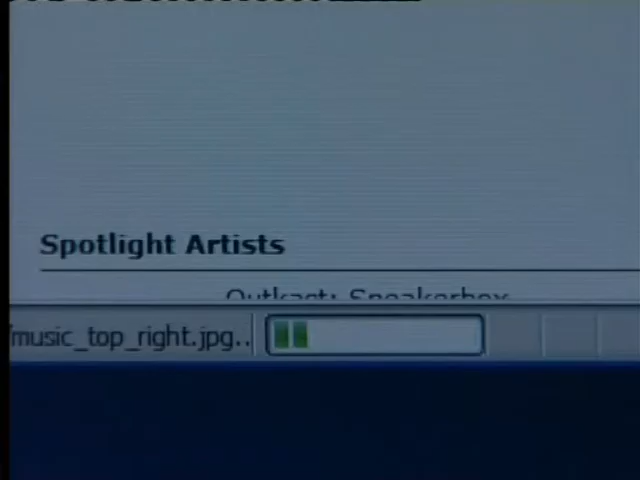 Spotlight Artists
Outkast: Speakerbox
/music_top_right.jpg..